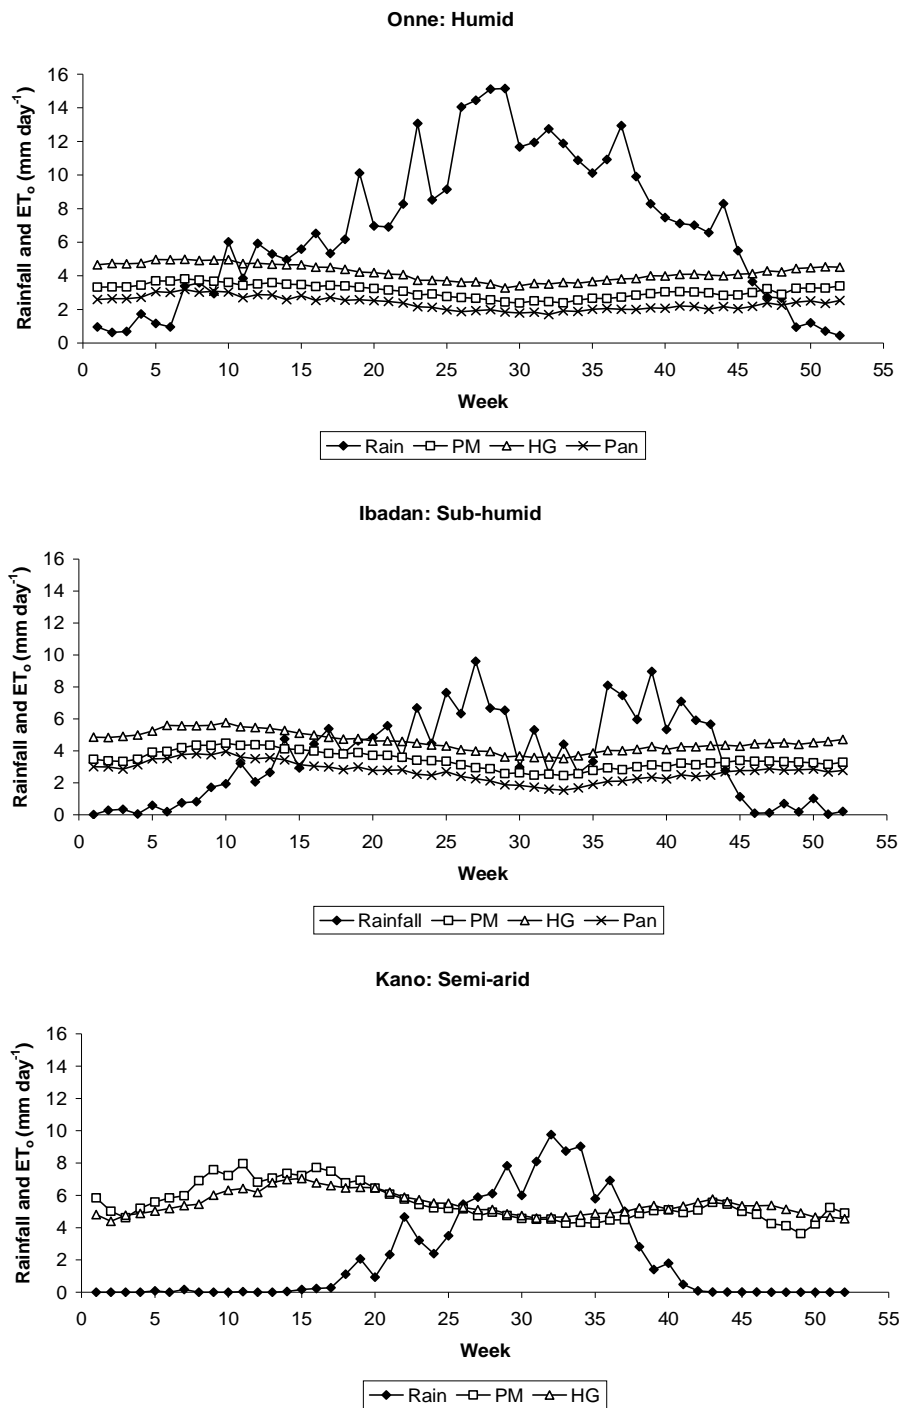 Onne: Humid
Rainfall and ETo (mm day-1)
16
14
12
10
8
6
4
2
0
0 5 10 15 20 25 30 35 40 45 50 55
Week
Rain PM HG Pan
Ibadan: Sub-humid
Rainfall and ETo (mm day-1)
16
14
12
10
8
6
4
2
0
0 5 10 15 20 25 30 35 40 45 50 55
Week
Rainfall PM HG Pan
Kano: Semi-arid
Rainfall and ETo (mm day-1)
16
14
12
10
8
6
4
2
0
0 5 10 15 20 25 30 35 40 45 50 55
Week
Rain PM HG